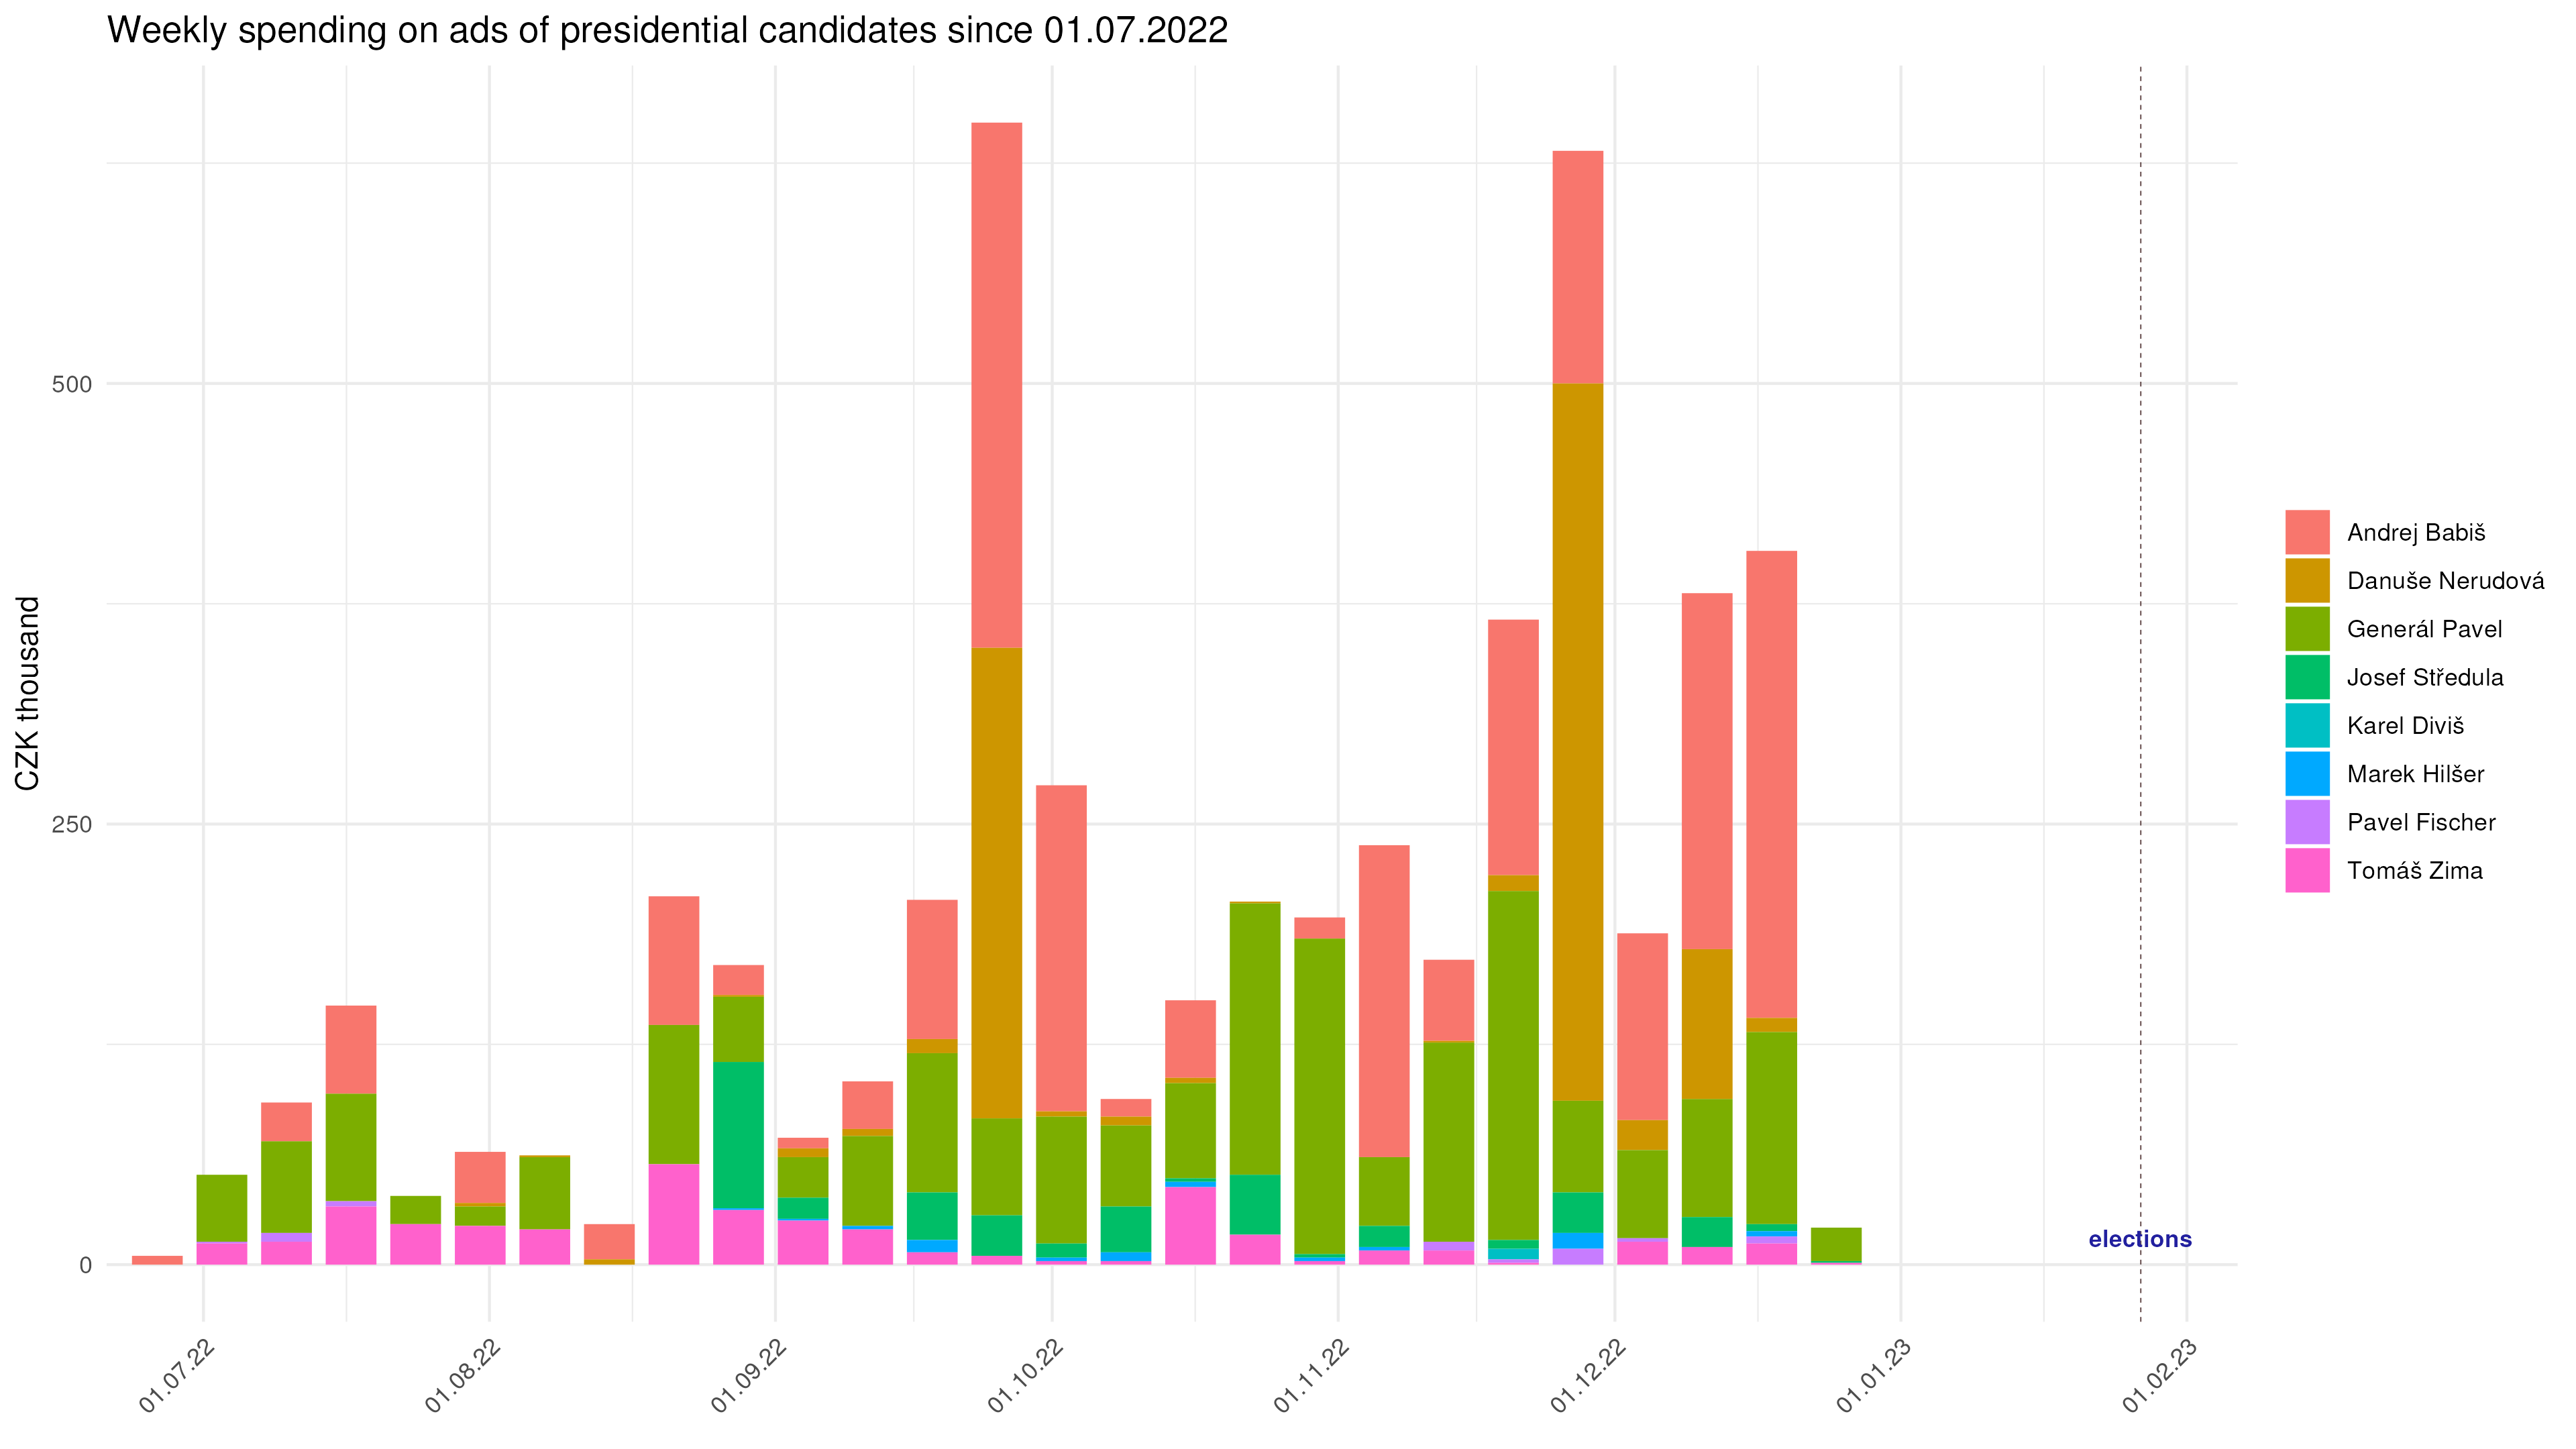 Weekly spending on ads of presidential candidates since 01.07.2022
CZK thousand
500
250
0
01.07.22
01.08.22
01.09.22
01.10.22
01.11.22
01.12.22
01.01.23
01.02.23
elections
Andrej Babiš
Danuše Nerudová
Generál Pavel
Josef Středula
Karel Diviš
Marek Hilšer
Pavel Fischer
Tomáš Zima